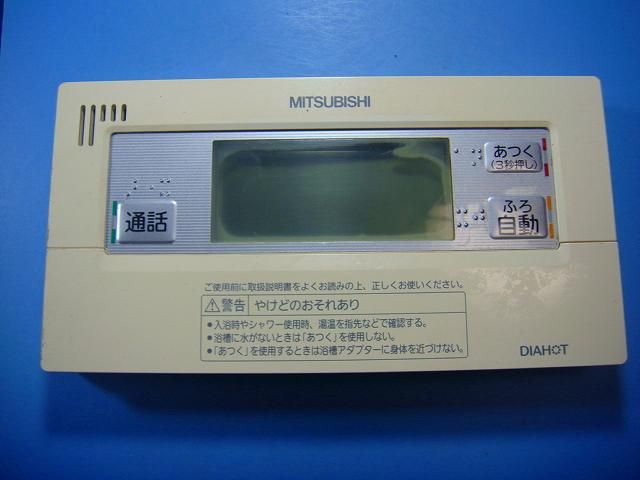 MITSUBISHI
あつく
(3秒押し)
通話
ふろ
自動
ご使用前に取扱説明書をよくお読みの上、正しくお使いください。
⚠警告 やけどのおそれあり
●入浴時やシャワー使用時、湯温を指先などで確認する。
●浴槽に水がないときは「あつく」を使用しない。
●「あつく」を使用するときは浴槽アダプターに身体を近づけない。
DIAHOT